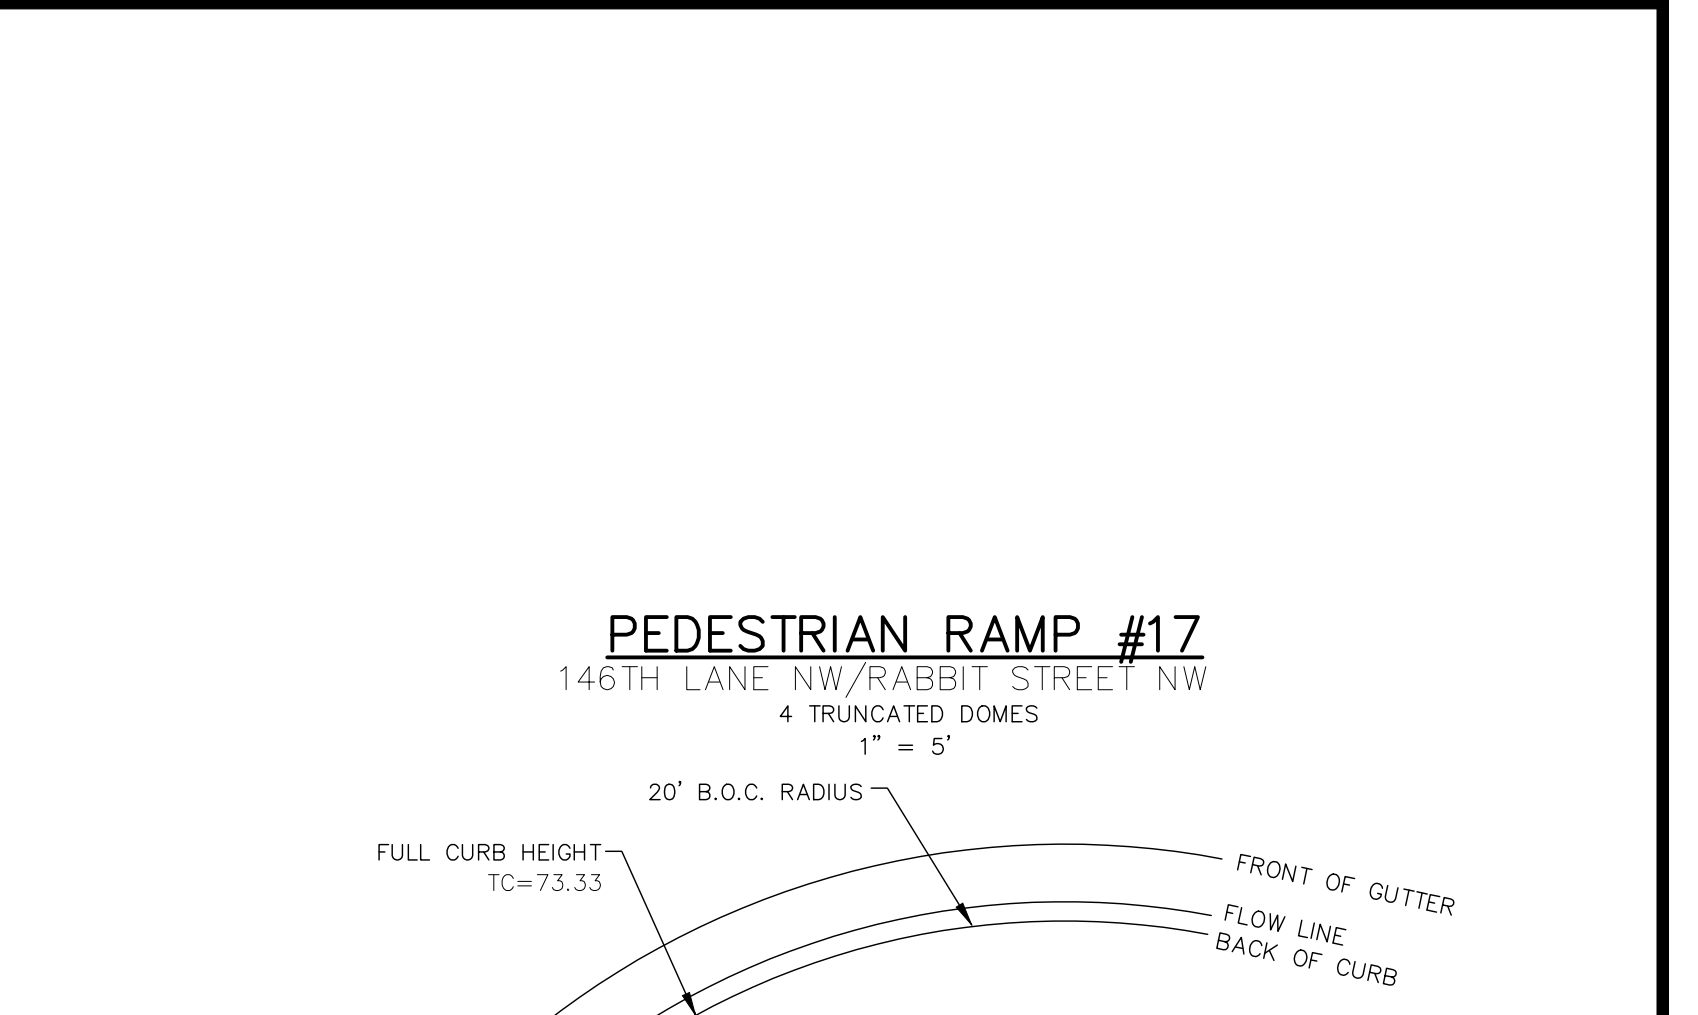 PEDESTRIAN RAMP #17
146TH LANE NW/RABBIT STREET NW
4 TRUNCATED DOMES
1” = 5’
20’ B.O.C. RADIUS
FULL CURB HEIGHT
TC=73.33
FRONT OF GUTTER
FLOW LINE
BACK OF CURB